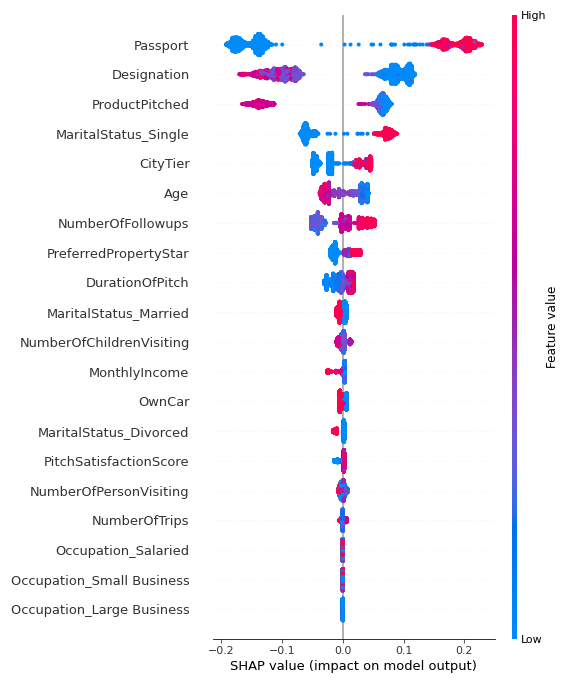 High
Passport
Designation
ProductPitched
MaritalStatus_Single
CityTier
Age
NumberOfFollowups
PreferredPropertyStar
DurationOfPitch
MaritalStatus_Married
NumberOfChildrenVisiting
MonthlyIncome
OwnCar
MaritalStatus_Divorced
PitchSatisfactionScore
NumberOfPersonVisiting
NumberOfTrips
Occupation_Salaried
Occupation_Small Business
Occupation_Large Business
Feature value
Low
−0.2 −0.1 0.0 0.1 0.2
SHAP value (impact on model output)